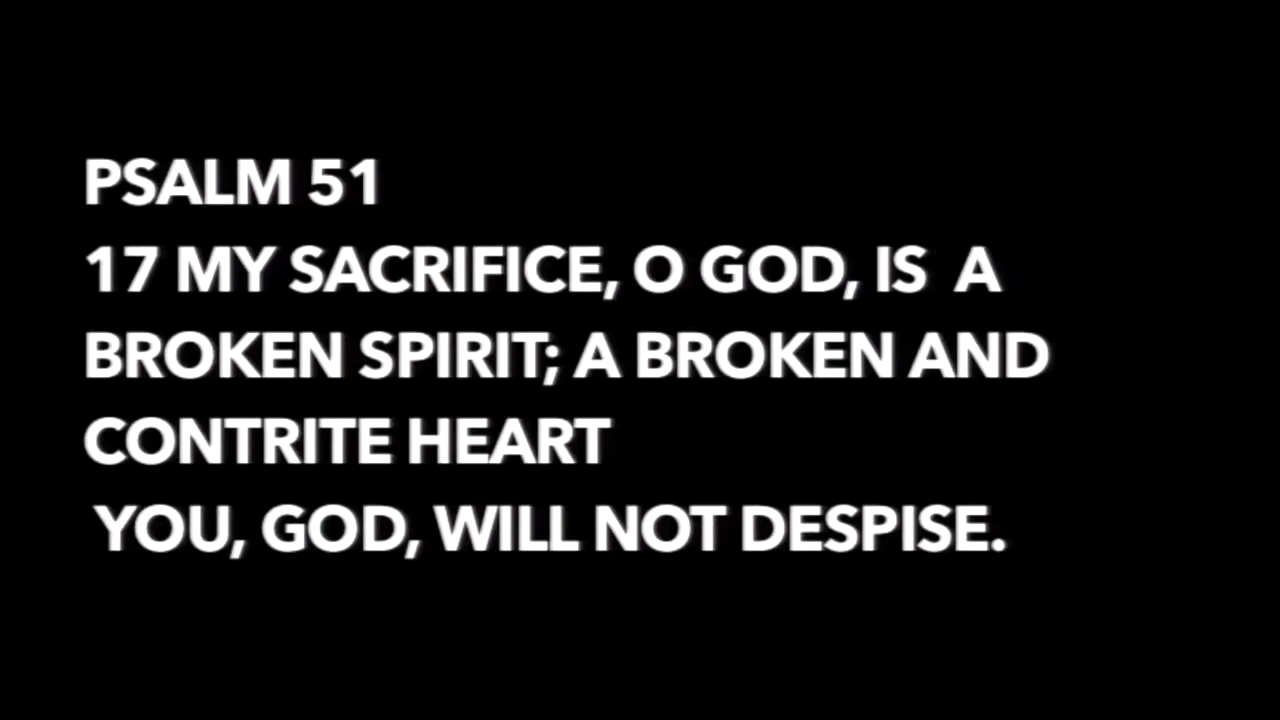 PSALM 51
17 MY SACRIFICE, O GOD, IS  A
BROKEN SPIRIT; A BROKEN AND
CONTRITE HEART
YOU, GOD, WILL NOT DESPISE.